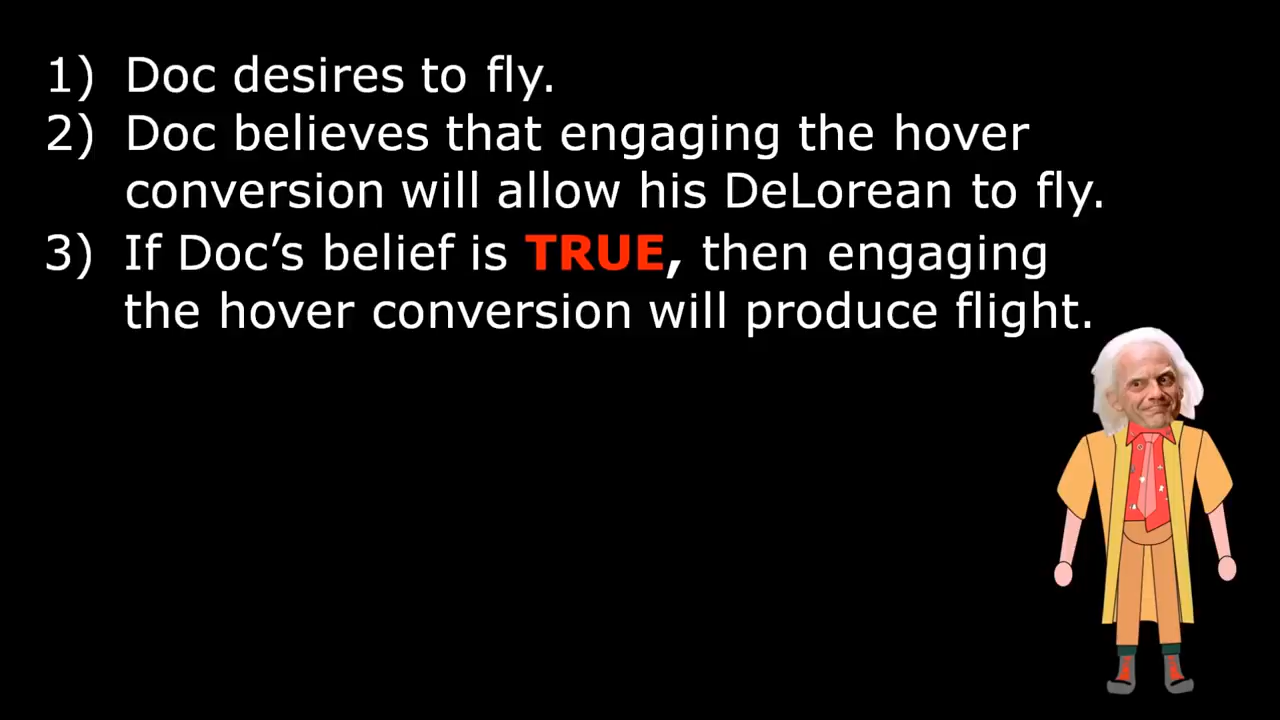 1) Doc desires to fly.
2) Doc believes that engaging the hover
conversion will allow his DeLorean to fly.
3) If Doc’s belief is TRUE, then engaging
the hover conversion will produce flight.